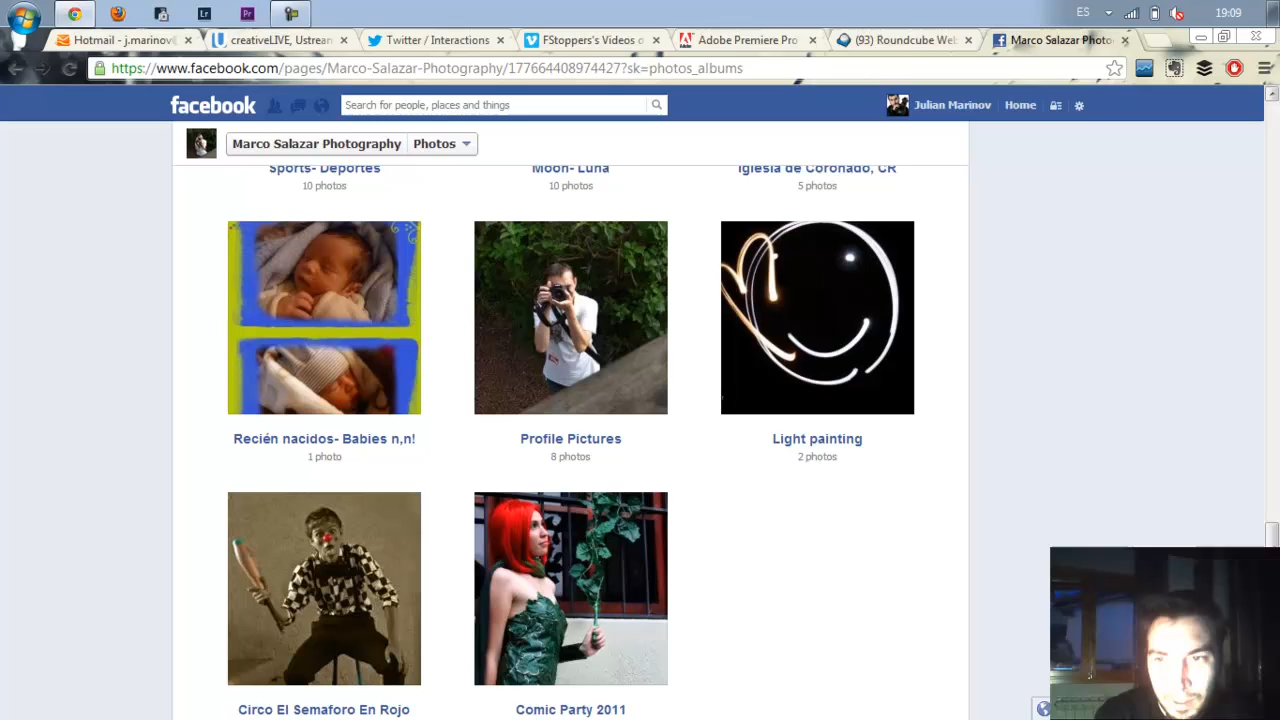 ES 19:09
Hotmail - j.marinovi creativeLIVE, Ustream Twitter / Interactions FStoppers's Videos o Adobe Premiere Pro (93) Roundcube Web Marco Salazar Photo
https://www.facebook.com/pages/Marco-Salazar-Photography/177664408974427?sk=photos_albums
facebook Search for people, places and things Julian Marinov Home
Marco Salazar Photography Photos
Sports- Deportes Moon- Luna Iglesia de Coronado, CR
10 photos 10 photos 5 photos
Recién nacidos- Babies n,n! Profile Pictures Light painting
1 photo 8 photos 2 photos
Circo El Semaforo En Rojo Comic Party 2011